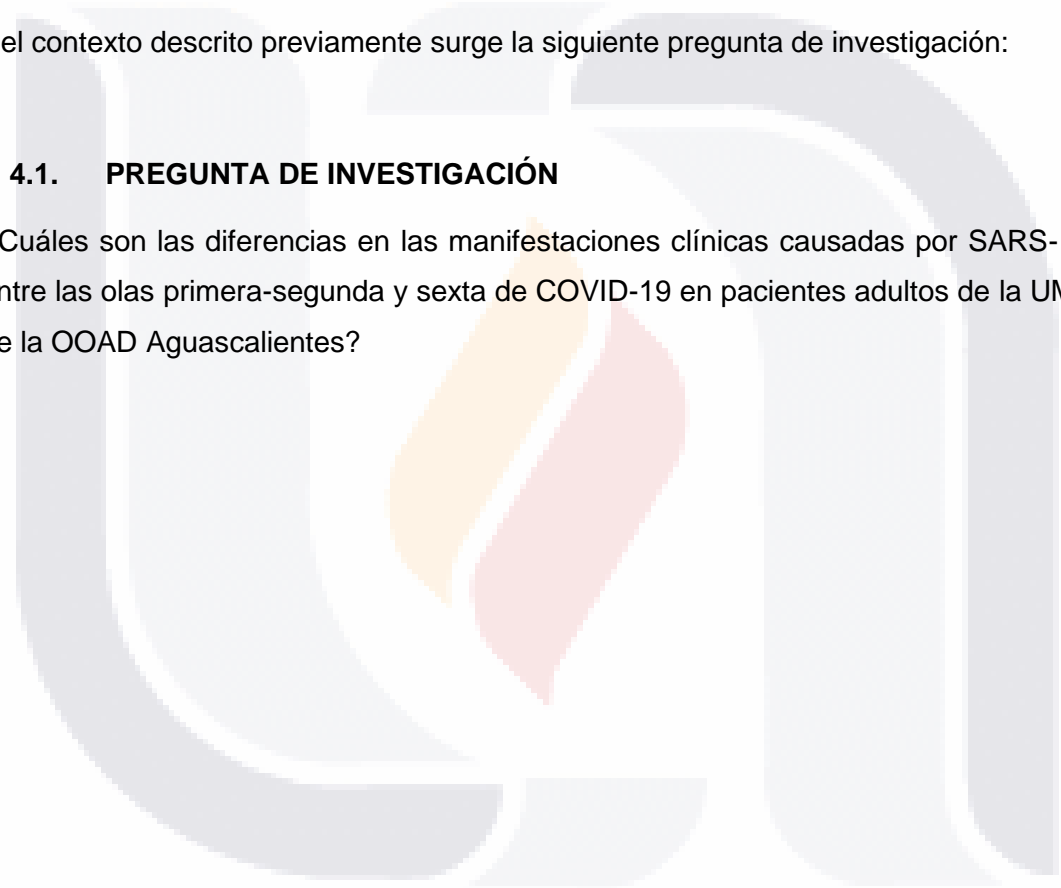 el contexto descrito previamente surge la siguiente pregunta de investigación:
4.1. PREGUNTA DE INVESTIGACIÓN
Cuáles son las diferencias en las manifestaciones clínicas causadas por SARS-
ntre las olas primera-segunda y sexta de COVID-19 en pacientes adultos de la
e la OOAD Aguascalientes?